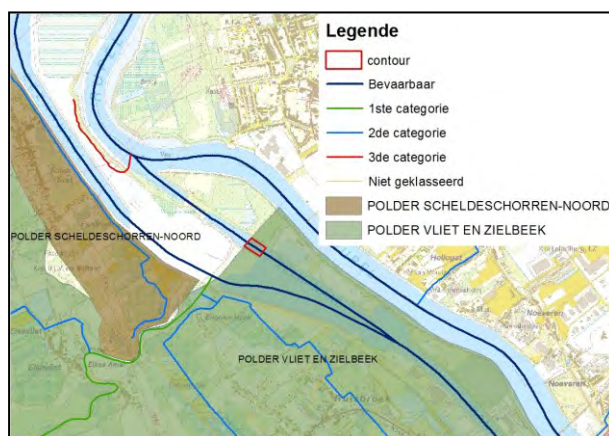 Legende
contour
Bevaarbaar
1ste categorie
2de categorie
3de categorie
Niet geklasseerd
POLDER SCHELDESCHORREN-NOORD
POLDER VLIET EN ZIELBEEK
POLDER SCHELDESCHORREN-NOORD
POLDER VLIET EN ZIELBEEK
Noeveren
Noeveren